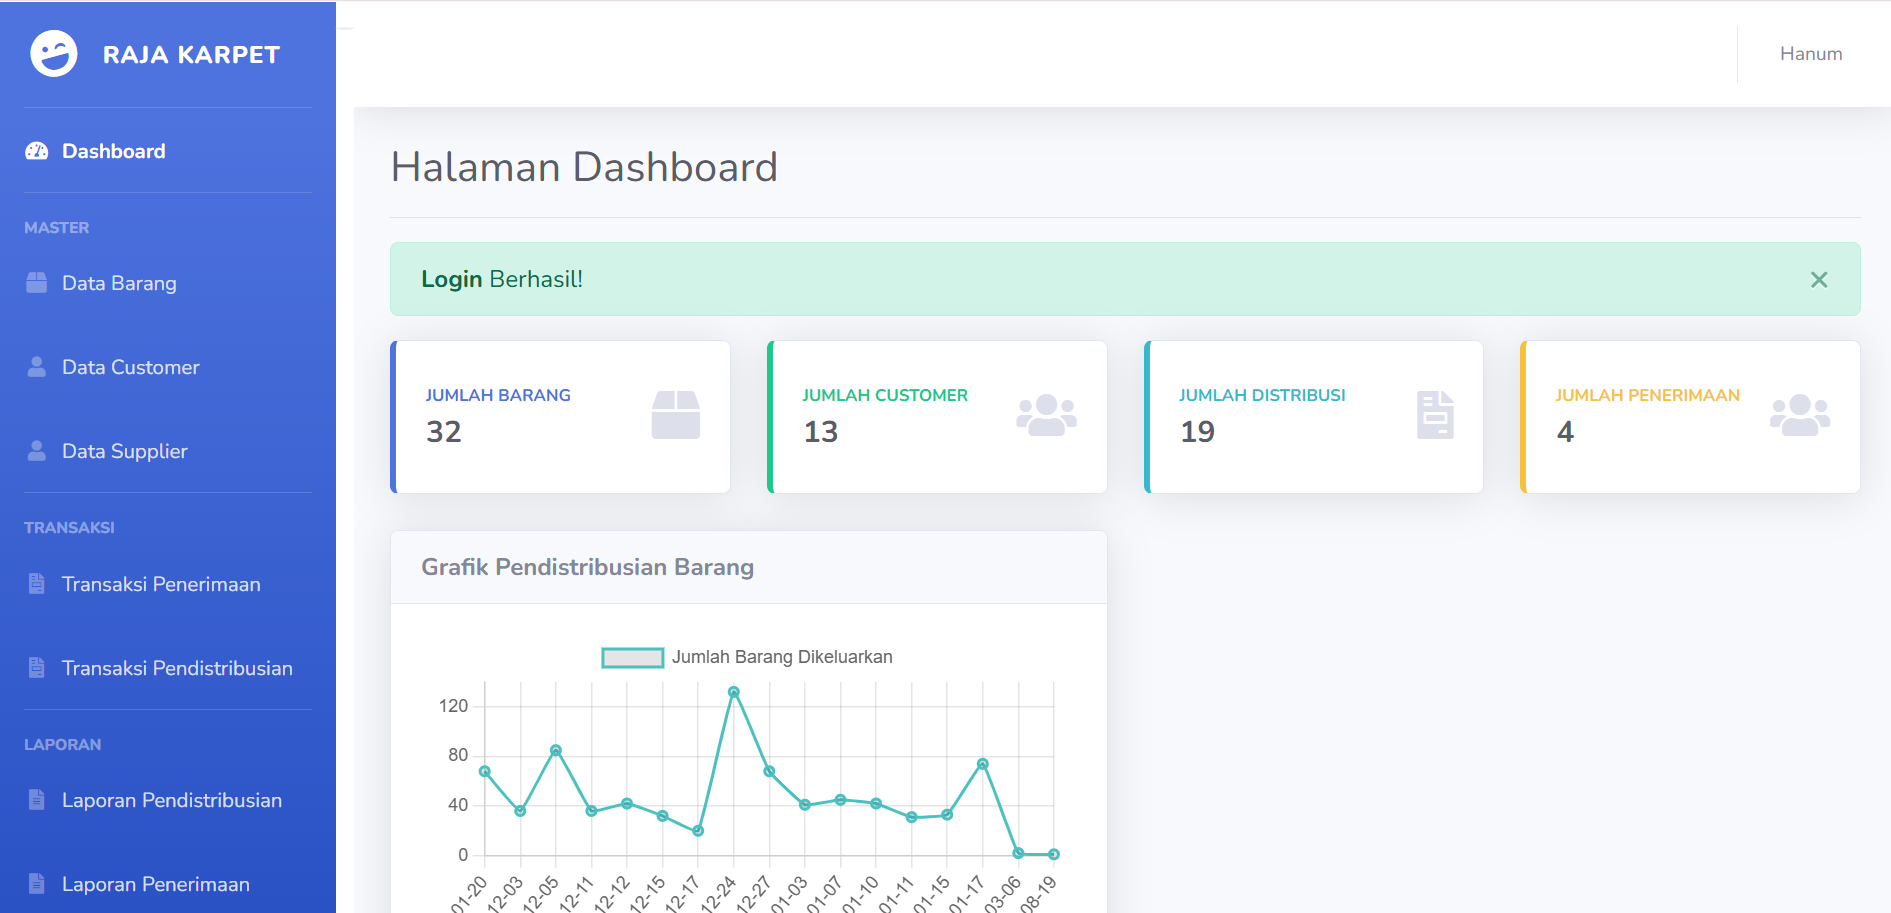 RAJA KARPET
Hanum
Dashboard
MASTER
Data Barang
Data Customer
Data Supplier
TRANSAKSI
Transaksi Penerimaan
Transaksi Pendistribusian
LAPORAN
Laporan Pendistribusian
Laporan Penerimaan
Halaman Dashboard
Login Berhasil!
×
JUMLAH BARANG
32
JUMLAH CUSTOMER
13
JUMLAH DISTRIBUSI
19
JUMLAH PENERIMAAN
4
Grafik Pendistribusian Barang
Jumlah Barang Dikeluarkan
120
80
40
0
01-20
12-03
12-05
12-11
12-12
12-15
12-17
12-24
12-27
01-03
01-07
01-10
01-11
01-15
01-17
03-06
08-19